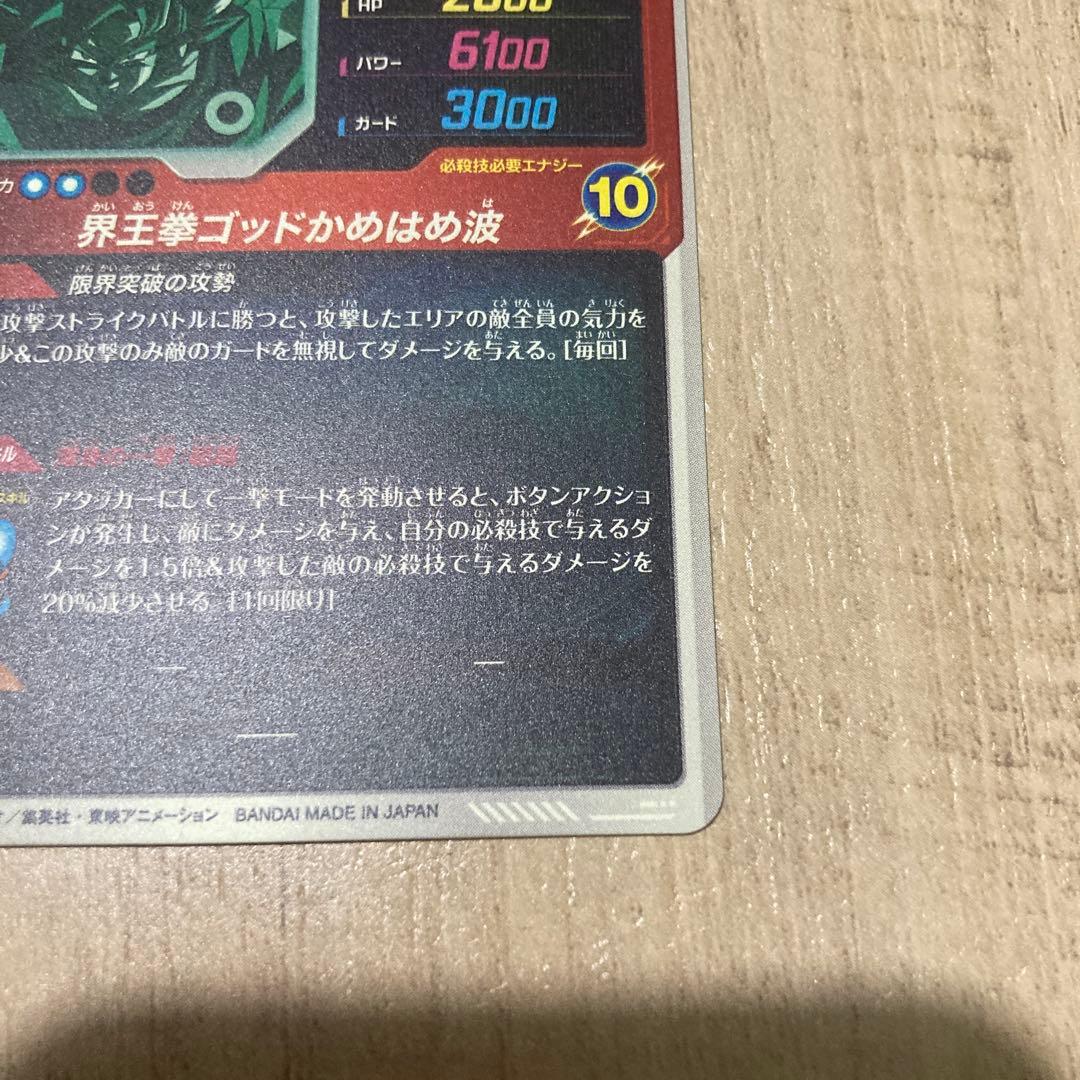 HP
パワー 6100
ガード 3000
必殺技必要エナジー
10
界王拳ゴッドかめはめ波
限界突破の攻勢
攻撃ストライクバトルに勝つと、攻撃したエリアの敵全員の気力を
少&この攻撃のみ敵のガードを無視してダメージを与える。[毎回]
アタッカーにして一撃モードを発動させると、ボタンアクショ
ンが発生し、敵にダメージを与え、自分の必殺技で与えるダ
メージを1.5倍&攻撃した敵の必殺技で与えるダメージを
20%減少させる [1回限り]
／集英社・東映アニメーション BANDAI MADE IN JAPAN